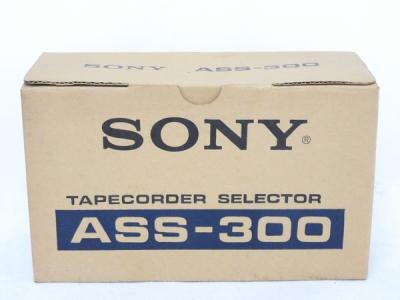 SONY ASS-300
SONY®
TAPECORDER SELECTOR
ASS-300